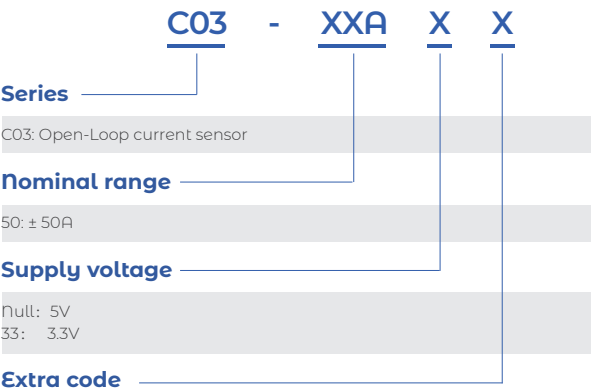 C03 - XXA X X
Series
C03: Open-Loop current sensor
Nominal range
50: ± 50A
Supply voltage
Null: 5V
33: 3.3V
Extra code